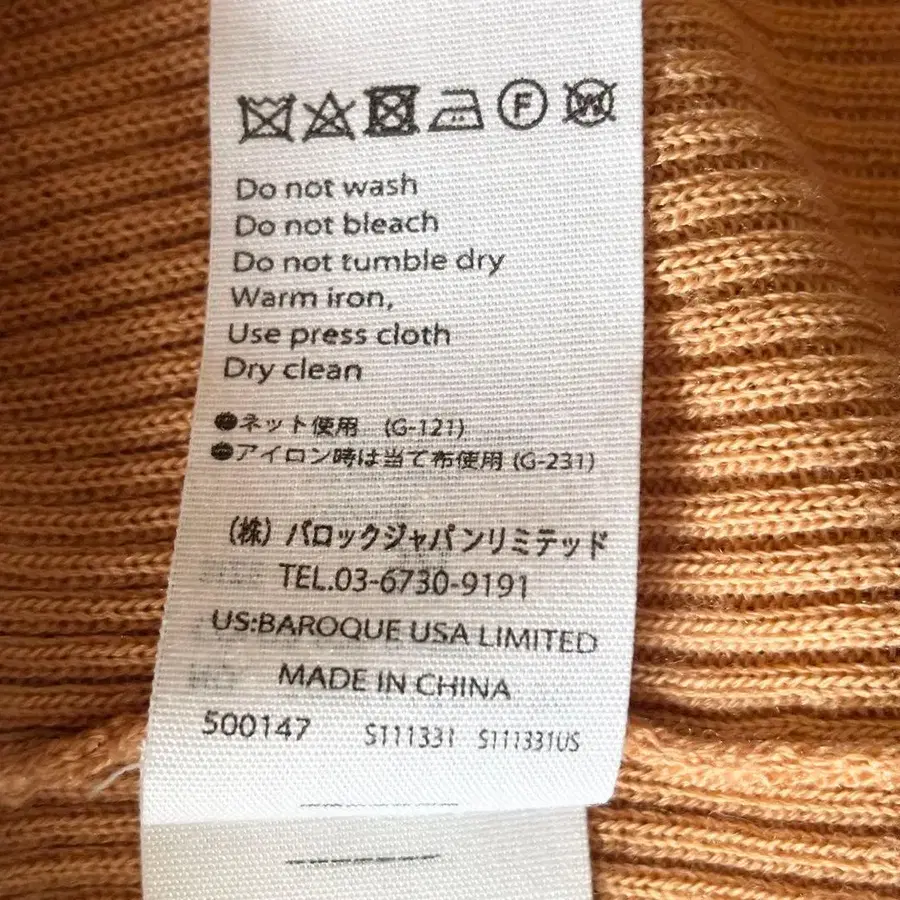 F W
Do not wash
Do not bleach
Do not tumble dry
Warm iron,
Use press cloth
Dry clean
●ネット使用 (G-121)
●アイロン時は当て布使用 (G-231)
(株) バロックジャパンリミテッド
TEL.03-6730-9191
US:BAROQUE USA LIMITED
MADE IN CHINA
500147 S111331 S111331US